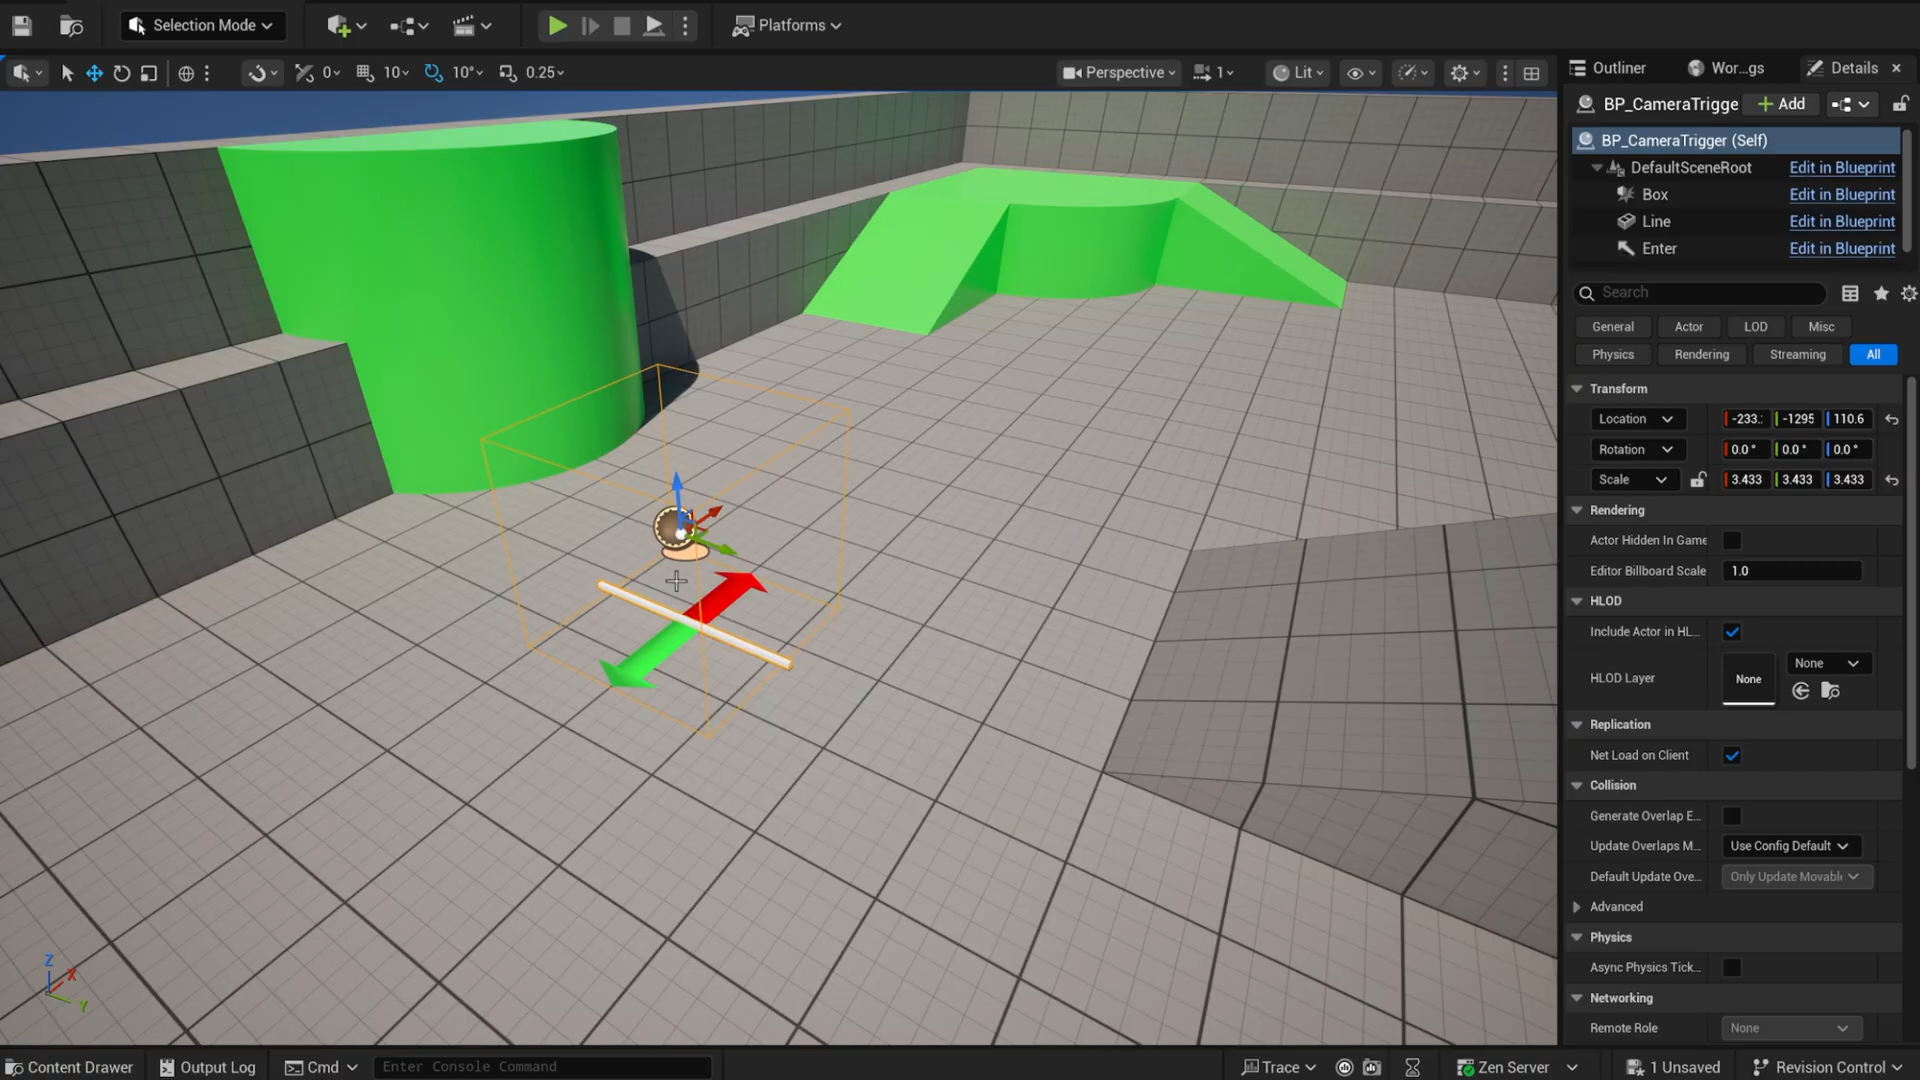 Selection Mode
Platforms
0
10
10°
0.25
Perspective
1
Lit
Outliner
Wor...gs
Details
BP_CameraTrigge
+ Add
BP_CameraTrigger (Self)
DefaultSceneRoot
Edit in Blueprint
Box
Edit in Blueprint
Line
Edit in Blueprint
Enter
Edit in Blueprint
Search
General
Actor
LOD
Misc
Physics
Rendering
Streaming
All
Transform
Location
-233.:
-1295
110.6
Rotation
0.0 °
0.0 °
0.0 °
Scale
3.433
3.433
3.433
Rendering
Actor Hidden In Game
Editor Billboard Scale
1.0
HLOD
Include Actor in HL...
HLOD Layer
None
None
Replication
Net Load on Client
Collision
Generate Overlap E...
Update Overlaps M...
Use Config Default
Default Update Ove...
Only Update Movabl
Advanced
Physics
Async Physics Tick...
Networking
Remote Role
None
Z
X
Y
Content Drawer
Output Log
Cmd
Enter Console Command
Trace
Zen Server
1 Unsaved
Revision Control